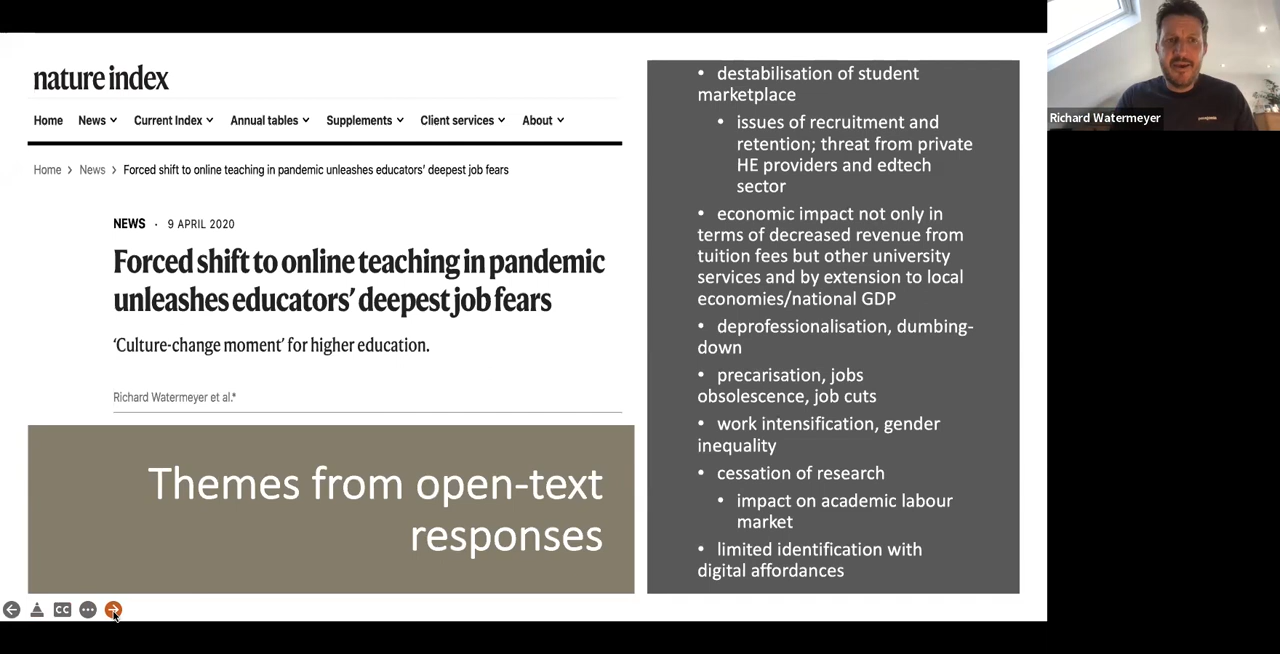 nature index
Home News Current Index Annual tables Supplements Client services About
Home > News > Forced shift to online teaching in pandemic unleashes educators' deepest job fears
NEWS · 9 APRIL 2020
Forced shift to online teaching in pandemic
unleashes educators' deepest job fears
'Culture-change moment' for higher education.
Richard Watermeyer et al.*
Themes from open-text
responses
• destabilisation of student
marketplace
• issues of recruitment and
retention; threat from private
HE providers and edtech
sector
• economic impact not only in
terms of decreased revenue from
tuition fees but other university
services and by extension to local
economies/national GDP
• deprofessionalisation, dumbing-
down
• precarisation, jobs
obsolescence, job cuts
• work intensification, gender
inequality
• cessation of research
• impact on academic labour
market
• limited identification with
digital affordances
CC
Richard Watermeyer